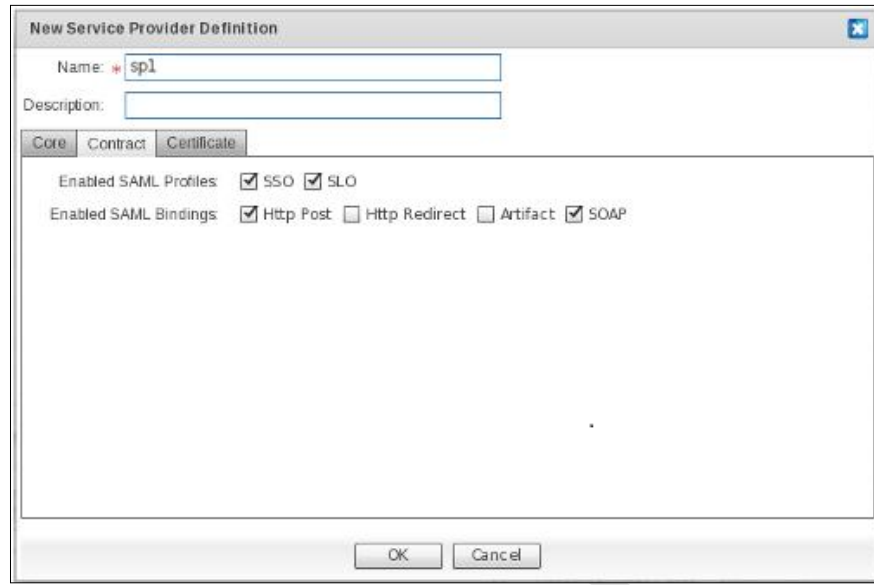 New Service Provider Definition
Name: * sp1
Description:
Core Contract Certificate
Enabled SAML Profiles: SSO SLO
Enabled SAML Bindings: Http Post Http Redirect Artifact SOAP
OK Cancel